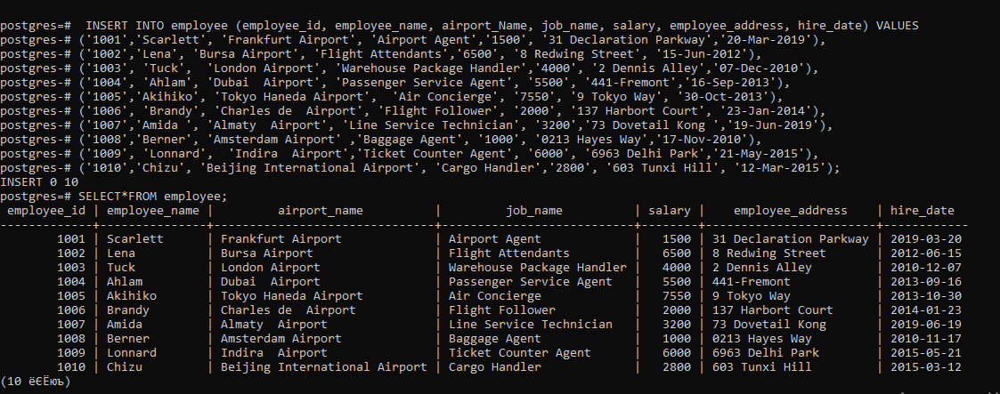 postgres=#  INSERT INTO employee (employee_id, employee_name, airport_Name, job_name, salary, employee_address, hire_date) VALUES
postgres-# ('1001','Scarlett', 'Frankfurt Airport', 'Airport Agent','1500', '31 Declaration Parkway','20-Mar-2019'),
postgres-# ('1002','Lena', 'Bursa Airport', 'Flight Attendants','6500', '8 Redwing Street', '15-Jun-2012'),
postgres-# ('1003', 'Tuck',  'London Airport', 'Warehouse Package Handler','4000', '2 Dennis Alley','07-Dec-2010'),
postgres-# ('1004', 'Ahlam', 'Dubai  Airport', 'Passenger Service Agent', '5500', '441-Fremont','16-Sep-2013'),
postgres-# ('1005','Akihiko', 'Tokyo Haneda Airport',  'Air Concierge', '7550', '9 Tokyo Way', '30-Oct-2013'),
postgres-# ('1006', 'Brandy', 'Charles de  Airport', 'Flight Follower', '2000', '137 Harbort Court', '23-Jan-2014'),
postgres-# ('1007','Amida ', 'Almaty  Airport', 'Line Service Technician', '3200','73 Dovetail Kong ','19-Jun-2019'),
postgres-# ('1008','Berner', 'Amsterdam Airport' ,'Baggage Agent', '1000', '0213 Hayes Way','17-Nov-2010'),
postgres-# ('1009', 'Lonnard',  'Indira  Airport','Ticket Counter Agent', '6000', '6963 Delhi Park','21-May-2015'),
postgres-# ('1010','Chizu', 'Beijing International Airport', 'Cargo Handler','2800', '603 Tunxi Hill', '12-Mar-2015');
INSERT 0 10
postgres=# SELECT*FROM employee;
employee_id | employee_name | airport_name | job_name | salary | employee_address | hire_date
-------------+---------------+-------------------------------+---------------------------+--------+------------------------+------------
1001 | Scarlett | Frankfurt Airport | Airport Agent | 1500 | 31 Declaration Parkway | 2019-03-20
1002 | Lena | Bursa Airport | Flight Attendants | 6500 | 8 Redwing Street | 2012-06-15
1003 | Tuck | London Airport | Warehouse Package Handler | 4000 | 2 Dennis Alley | 2010-12-07
1004 | Ahlam | Dubai  Airport | Passenger Service Agent | 5500 | 441-Fremont | 2013-09-16
1005 | Akihiko | Tokyo Haneda Airport | Air Concierge | 7550 | 9 Tokyo Way | 2013-10-30
1006 | Brandy | Charles de  Airport | Flight Follower | 2000 | 137 Harbort Court | 2014-01-23
1007 | Amida | Almaty  Airport | Line Service Technician | 3200 | 73 Dovetail Kong | 2019-06-19
1008 | Berner | Amsterdam Airport | Baggage Agent | 1000 | 0213 Hayes Way | 2010-11-17
1009 | Lonnard | Indira  Airport | Ticket Counter Agent | 6000 | 6963 Delhi Park | 2015-05-21
1010 | Chizu | Beijing International Airport | Cargo Handler | 2800 | 603 Tunxi Hill | 2015-03-12
(10 ёЄЁюъ)